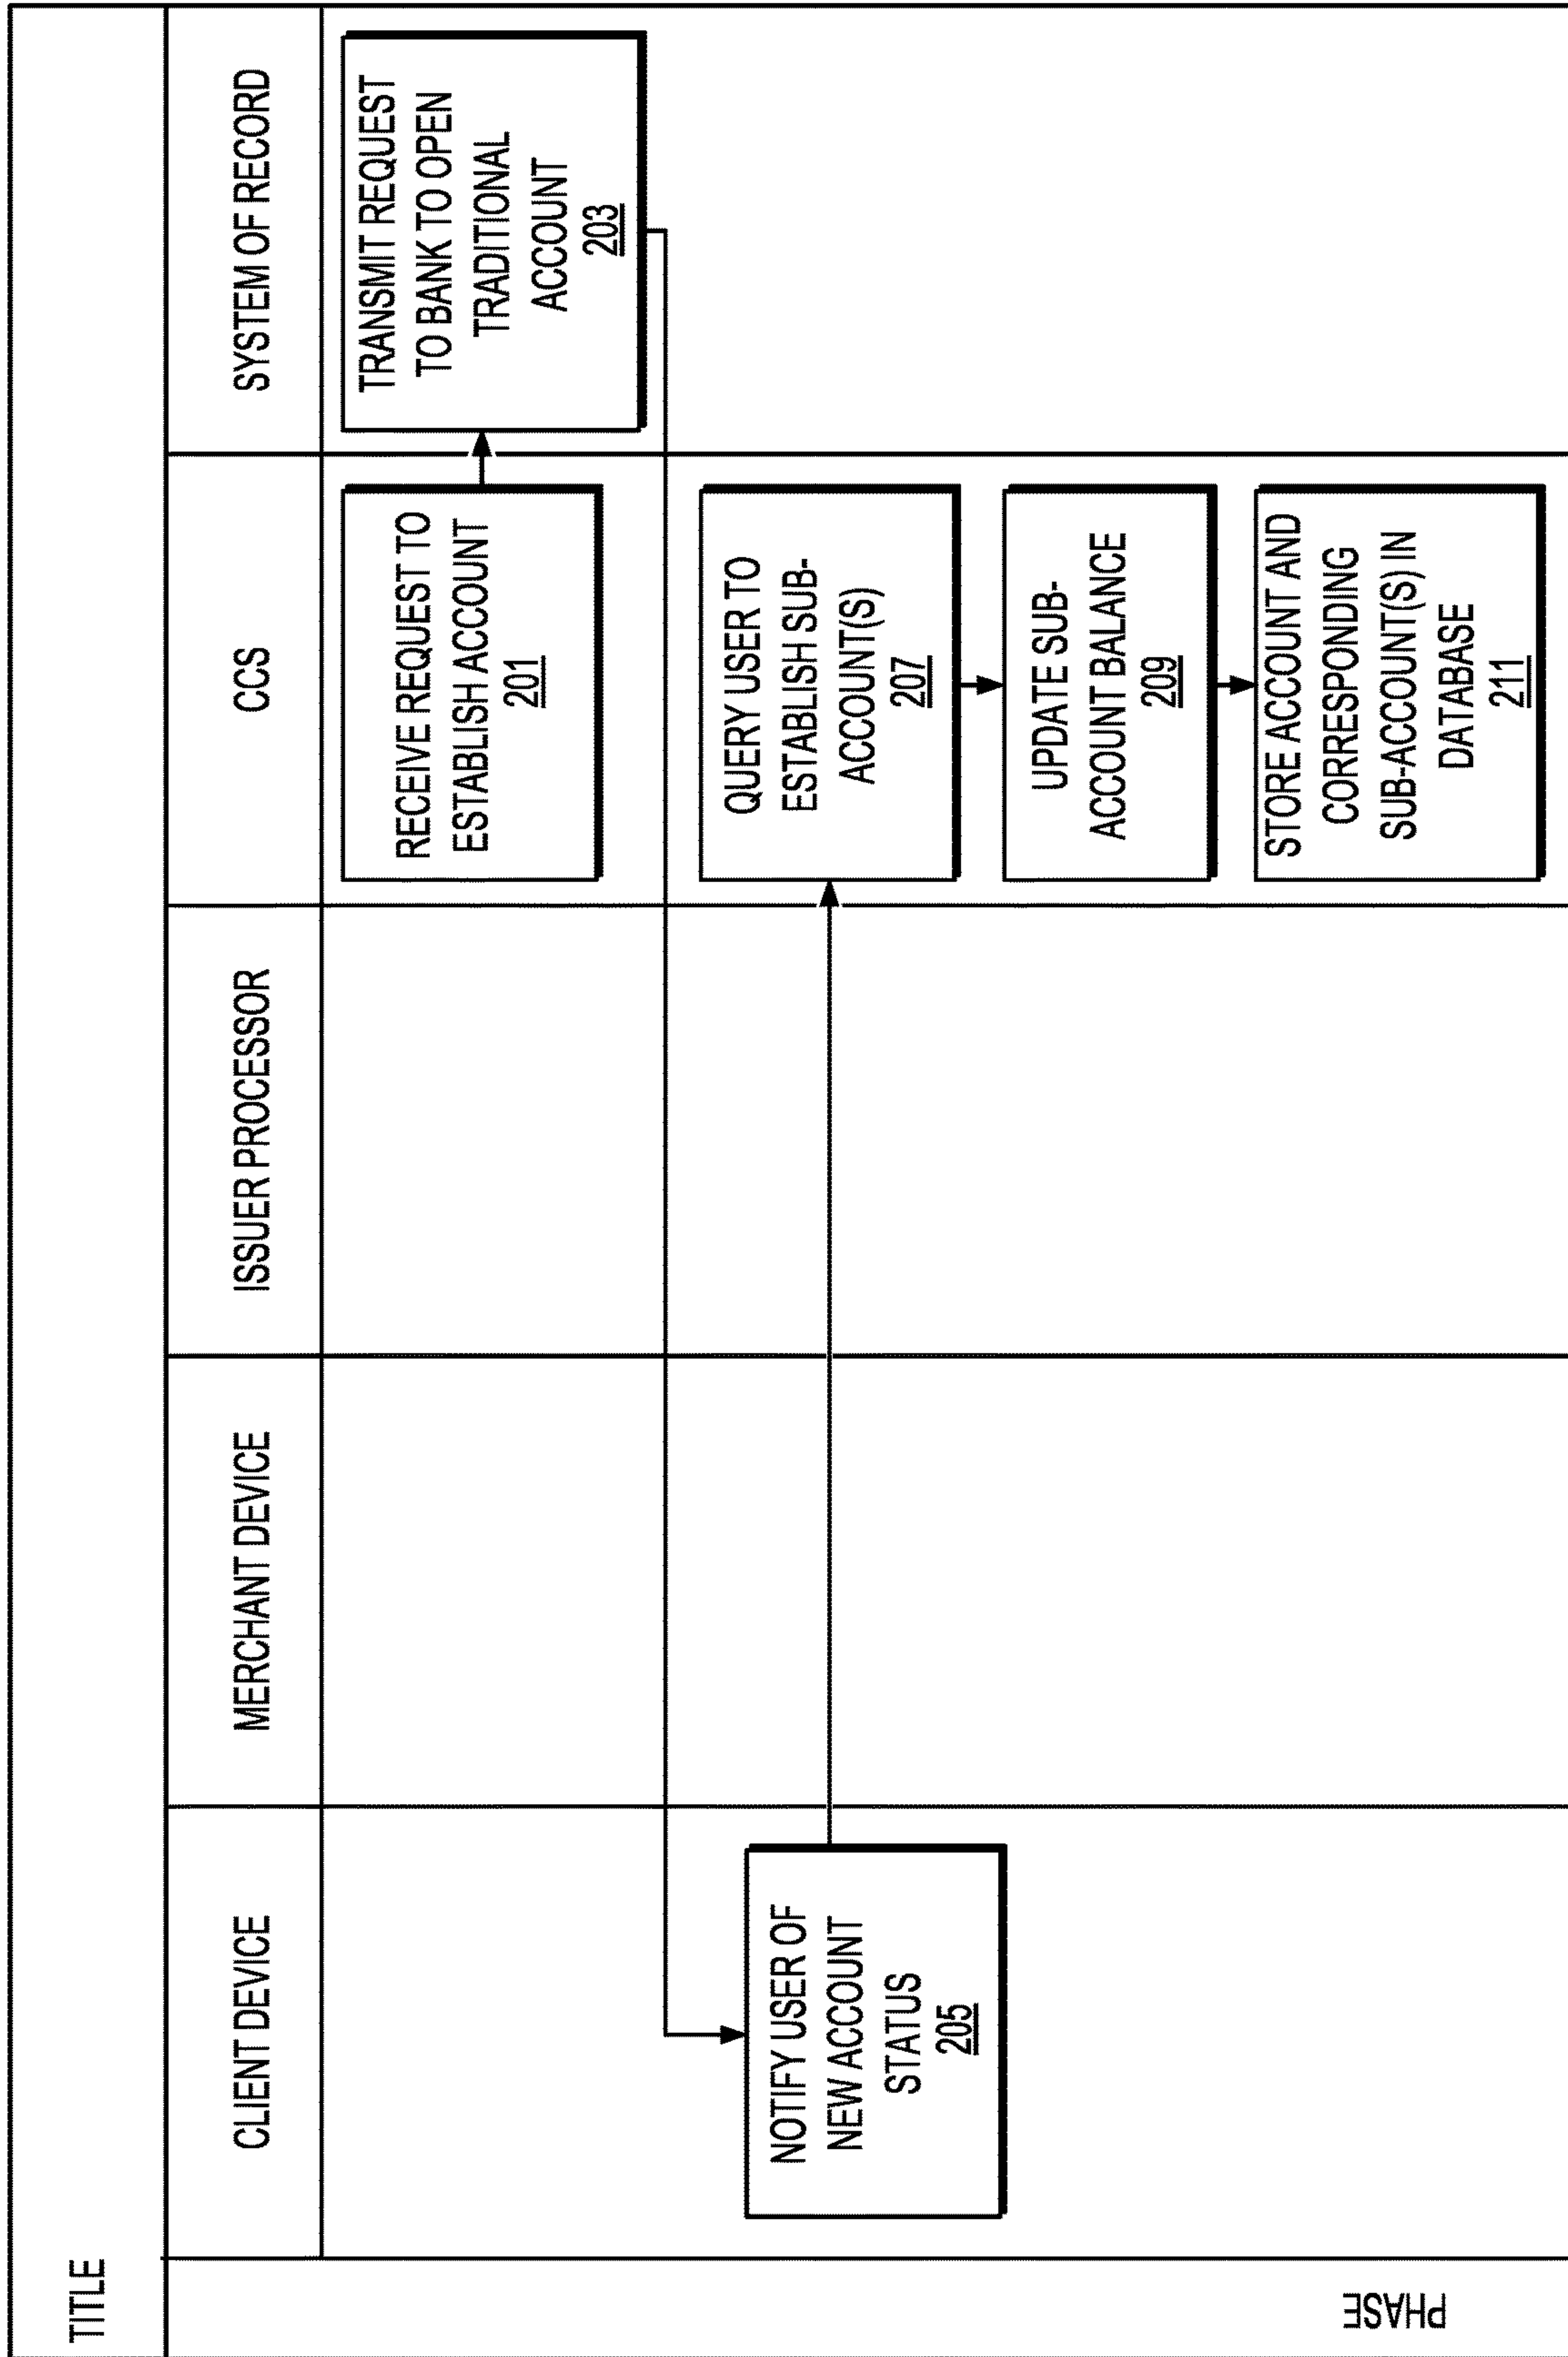 TITLE
CLIENT DEVICE
MERCHANT DEVICE
ISSUER PROCESSOR
CCS
SYSTEM OF RECORD
RECEIVE REQUEST TO
ESTABLISH ACCOUNT
201
TRANSMIT REQUEST
TO BANK TO OPEN
TRADITIONAL
ACCOUNT
203
NOTIFY USER OF
NEW ACCOUNT
STATUS
205
QUERY USER TO
ESTABLISH SUB-
ACCOUNT(S)
207
UPDATE SUB-
ACCOUNT BALANCE
209
STORE ACCOUNT AND
CORRESPONDING
SUB-ACCOUNT(S) IN
DATABASE
211
PHASE